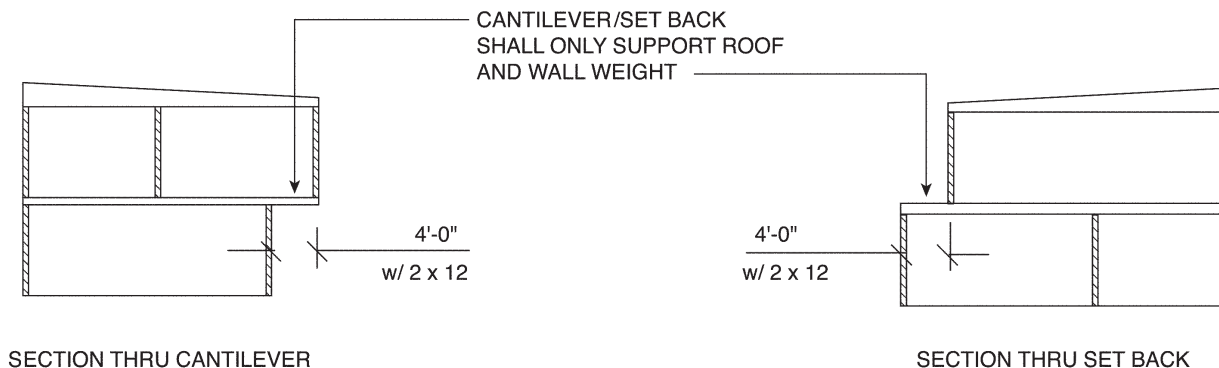 CANTILEVER/SET BACK
SHALL ONLY SUPPORT ROOF
AND WALL WEIGHT
4'-0"
w/ 2 x 12
4'-0"
w/ 2 x 12
SECTION THRU CANTILEVER
SECTION THRU SET BACK